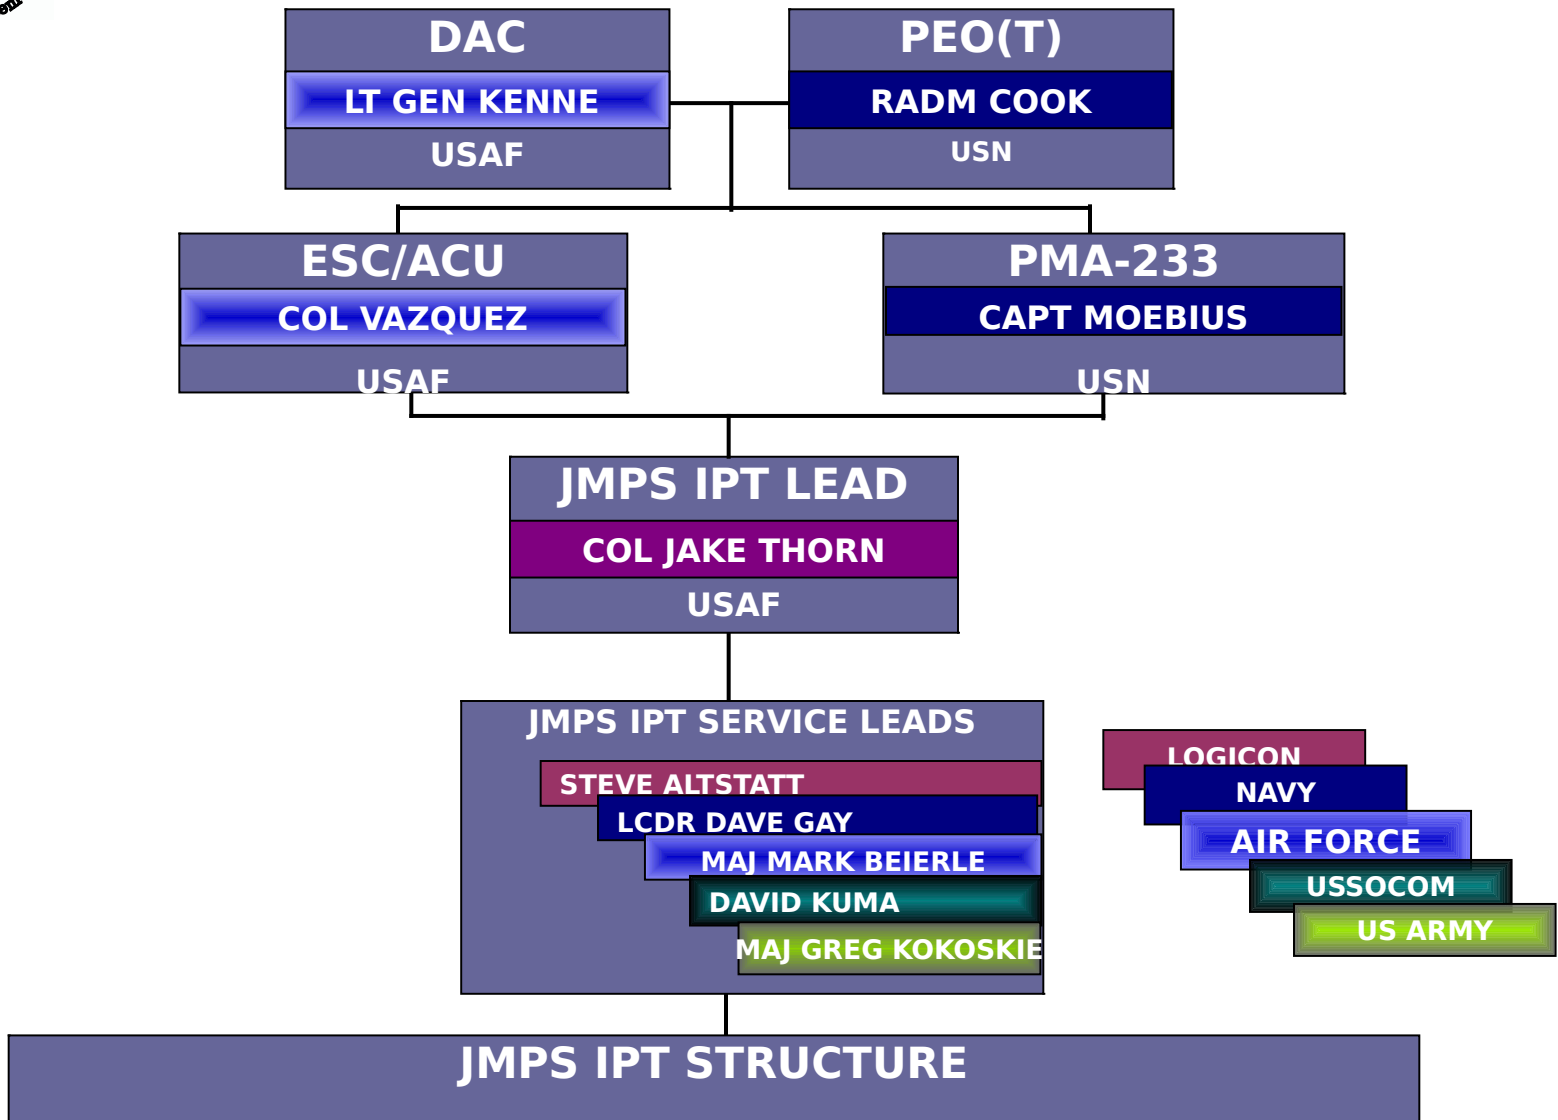 DAC
LT GEN KENNE
USAF
PEO(T)
RADM COOK
USN
ESC/ACU
COL VAZQUEZ
USAF
PMA-233
CAPT MOEBIUS
USN
JMPS IPT LEAD
COL JAKE THORN
USAF
JMPS IPT SERVICE LEADS
STEVE ALTSTATT
LCDR DAVE GAY
MAJ MARK BEIERLE
DAVID KUMA
MAJ GREG KOKOSKIE
LOGICON
NAVY
AIR FORCE
USSOCOM
US ARMY
JMPS IPT STRUCTURE